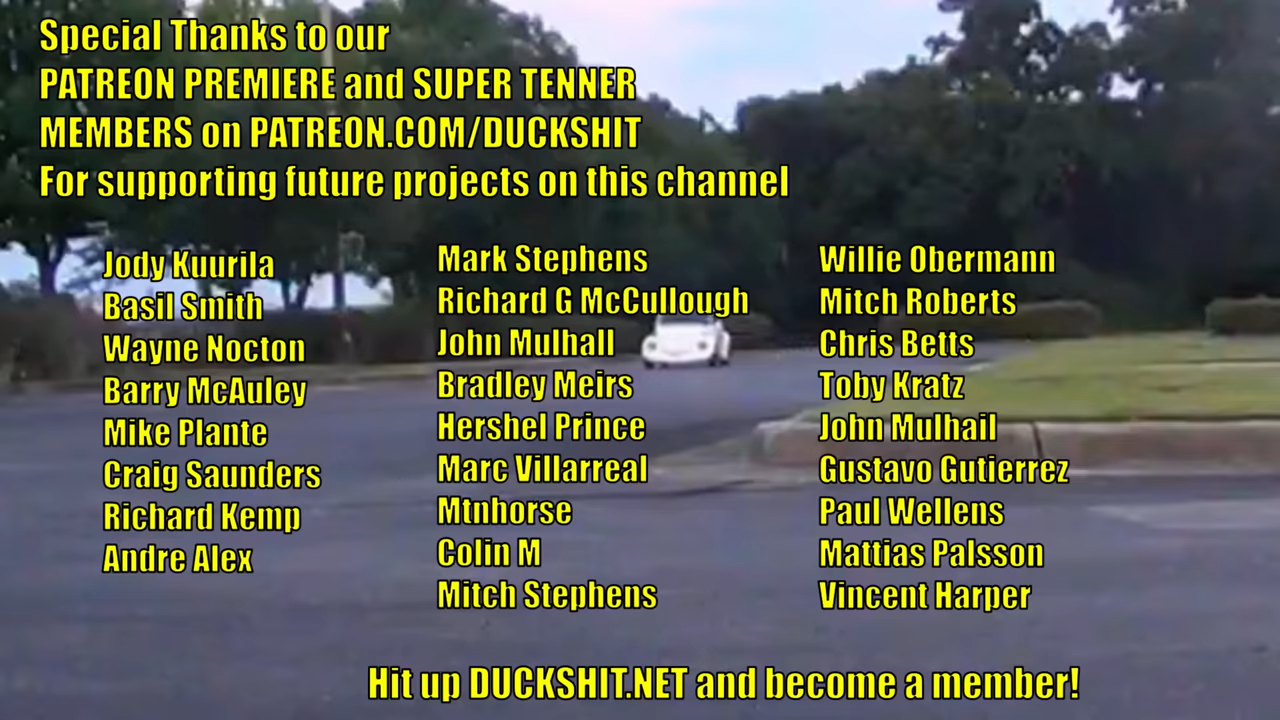 Special Thanks to our
PATREON PREMIERE and SUPER TENNER
MEMBERS on PATREON.COM/DUCKSHIT
For supporting future projects on this channel
Jody Kuurila
Basil Smith
Wayne Nocton
Barry McAuley
Mike Plante
Craig Saunders
Richard Kemp
Andre Alex
Mark Stephens
Richard G McCullough
John Mulhall
Bradley Meirs
Hershel Prince
Marc Villarreal
Mtnhorse
Colin M
Mitch Stephens
Willie Obermann
Mitch Roberts
Chris Betts
Toby Kratz
John Mulhail
Gustavo Gutierrez
Paul Wellens
Mattias Palsson
Vincent Harper
Hit up DUCKSHIT.NET and become a member!